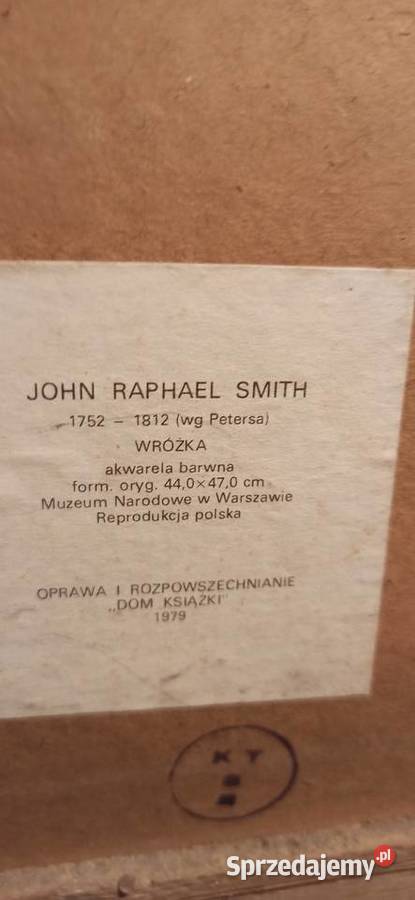 JOHN RAPHAEL SMITH
1752 – 1812 (wg Petersa)
WRÓŻKA
akwarela barwna
form. oryg. 44,0×47,0 cm
Muzeum Narodowe w Warszawie
Reprodukcja polska
OPRAWA I ROZPOWSZECHNIANIE
„DOM KSIĄŻKI"
1979
K T
Sprzedajemy.pl